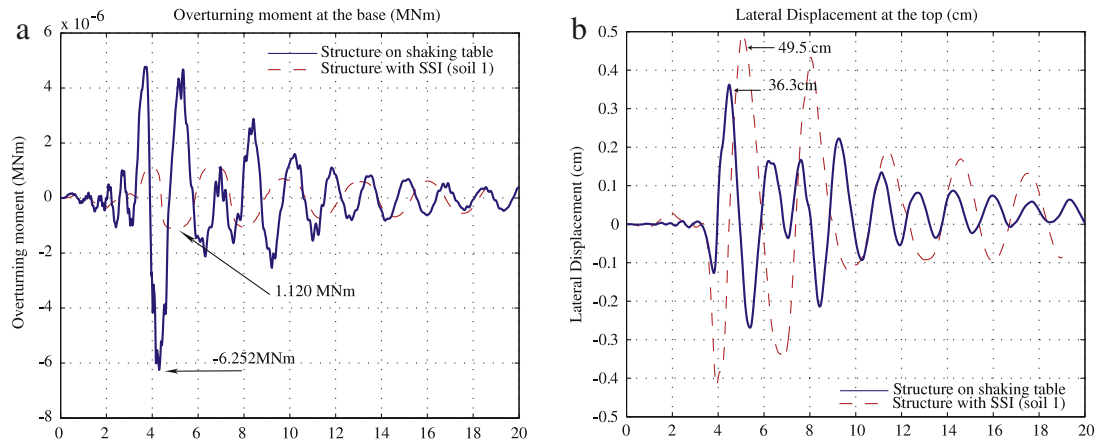 a
Overturning moment at the base (MNm)
x 10⁻⁶
6
4
2
0
-2
-4
-6
-8
Overturning moment (MNm)
Structure on shaking table
Structure with SSI (soil 1)
1.120 MNm
-6.252MNm
0 2 4 6 8 10 12 14 16 18 20
b
Lateral Displacement at the top (cm)
0.5
0.4
0.3
0.2
0.1
0
-0.1
-0.2
-0.3
-0.4
-0.5
Lateral Displacement (cm)
49.5 cm
36.3cm
Structure on shaking table
Structure with SSI (soil 1)
0 2 4 6 8 10 12 14 16 18 20